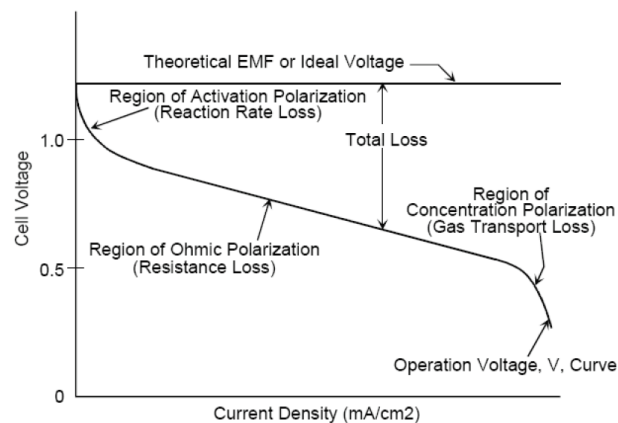 Theoretical EMF or Ideal Voltage
Region of Activation Polarization
(Reaction Rate Loss)
1.0
Total Loss
Cell Voltage
Region of
Concentration Polarization
(Gas Transport Loss)
Region of Ohmic Polarization
(Resistance Loss)
0.5
Operation Voltage, V, Curve
0
Current Density (mA/cm2)